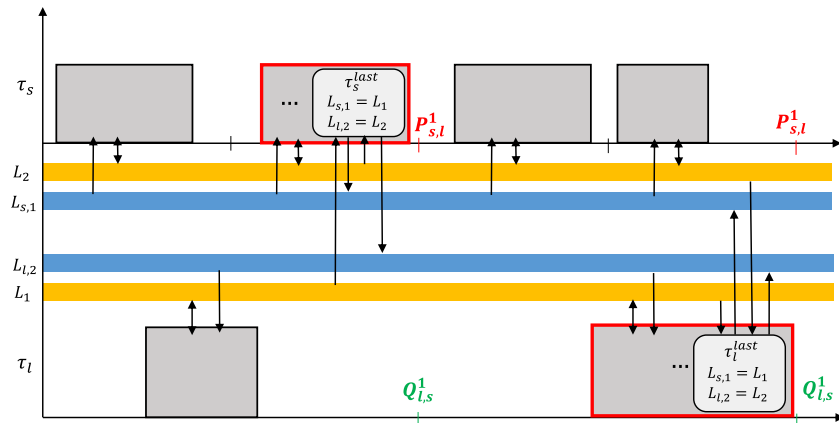 τ_s
...
τ_s^{last}
L_{s,1} = L_1
L_{l,2} = L_2
P^1_{s,l}
P^1_{s,l}
L_2
L_{s,1}
L_{l,2}
L_1
τ_l
Q^1_{l,s}
...
τ_l^{last}
L_{s,1} = L_1
L_{l,2} = L_2
Q^1_{l,s}